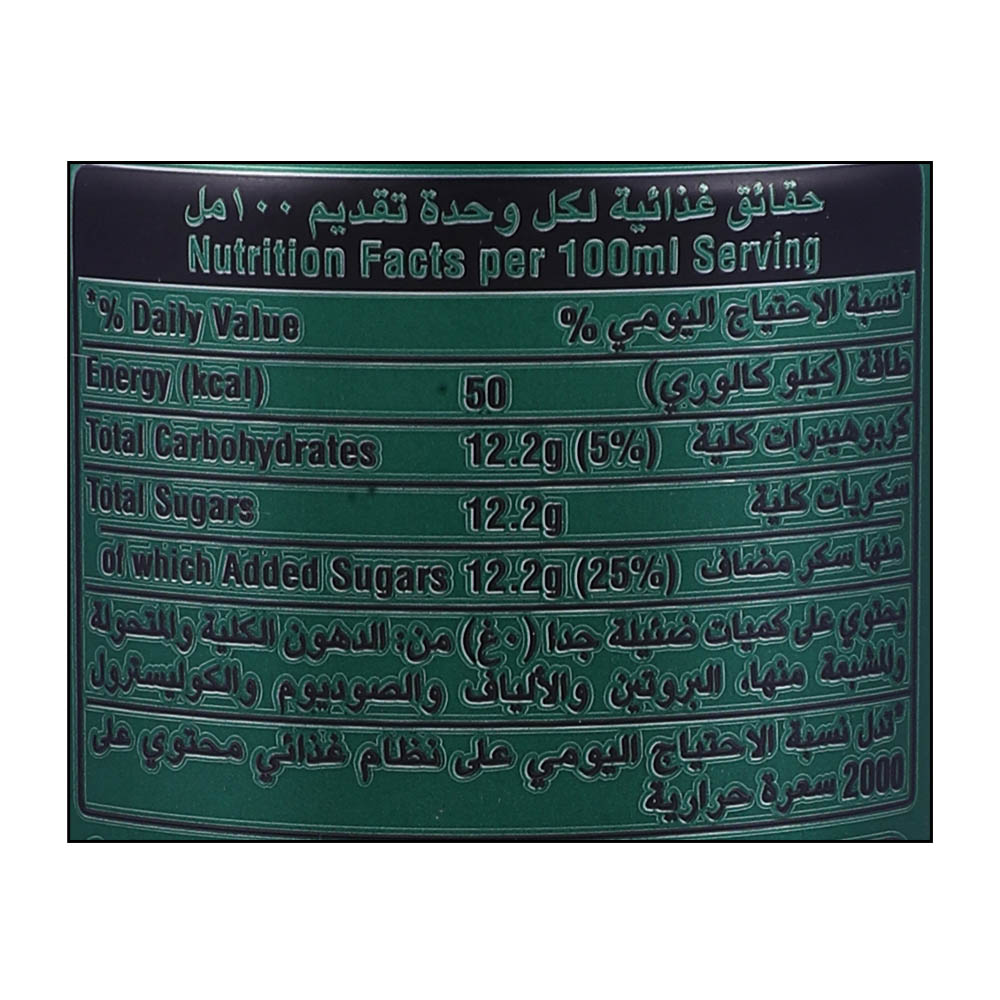 حقائق غذائية لكل وحدة تقديم ١٠٠مل
Nutrition Facts per 100ml Serving
*% Daily Value % نسبة الاحتياج اليومي*
Energy (kcal) 50 طاقة (كيلو كالوري)
Total Carbohydrates 12.2g (5%) كربوهيدرات كلية
Total Sugars 12.2g سكريات كلية
of which Added Sugars 12.2g (25%) منها سكر مضاف
يحتوي على كميات ضئيلة جدا (٠غ) من: الدهون الكلية والمتحولة
والمشبعة منها، البروتين والألياف والصوديوم والكوليسترول
*تدل نسبة الاحتياج اليومي على نظام غذائي محتوي على
2000 سعرة حرارية